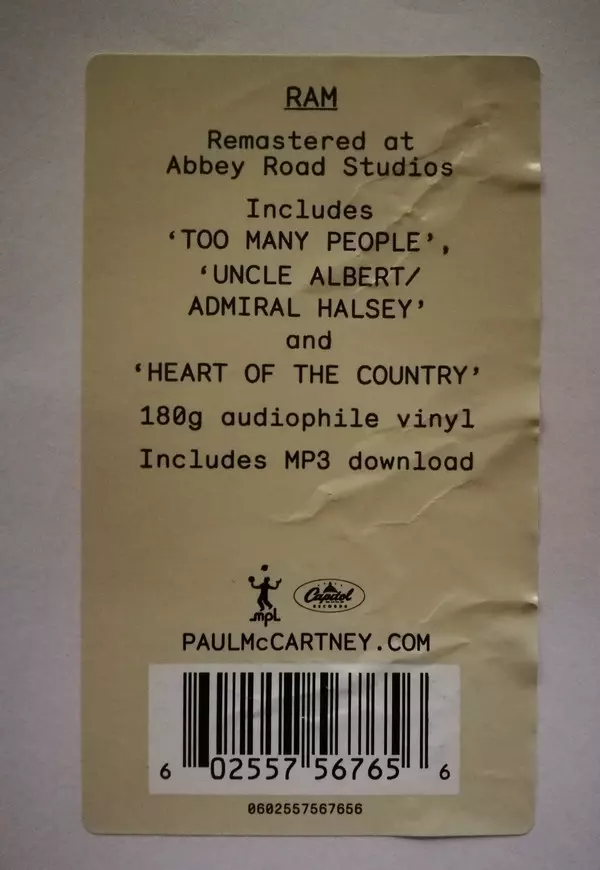 RAM
Remastered at
Abbey Road Studios
Includes
‘TOO MANY PEOPLE’,
‘UNCLE ALBERT/
ADMIRAL HALSEY’
and
‘HEART OF THE COUNTRY’
180g audiophile vinyl
Includes MP3 download
mpl Capitol
RECORDS
PAULMcCARTNEY.COM
6 02557 56765 6
0602557567656